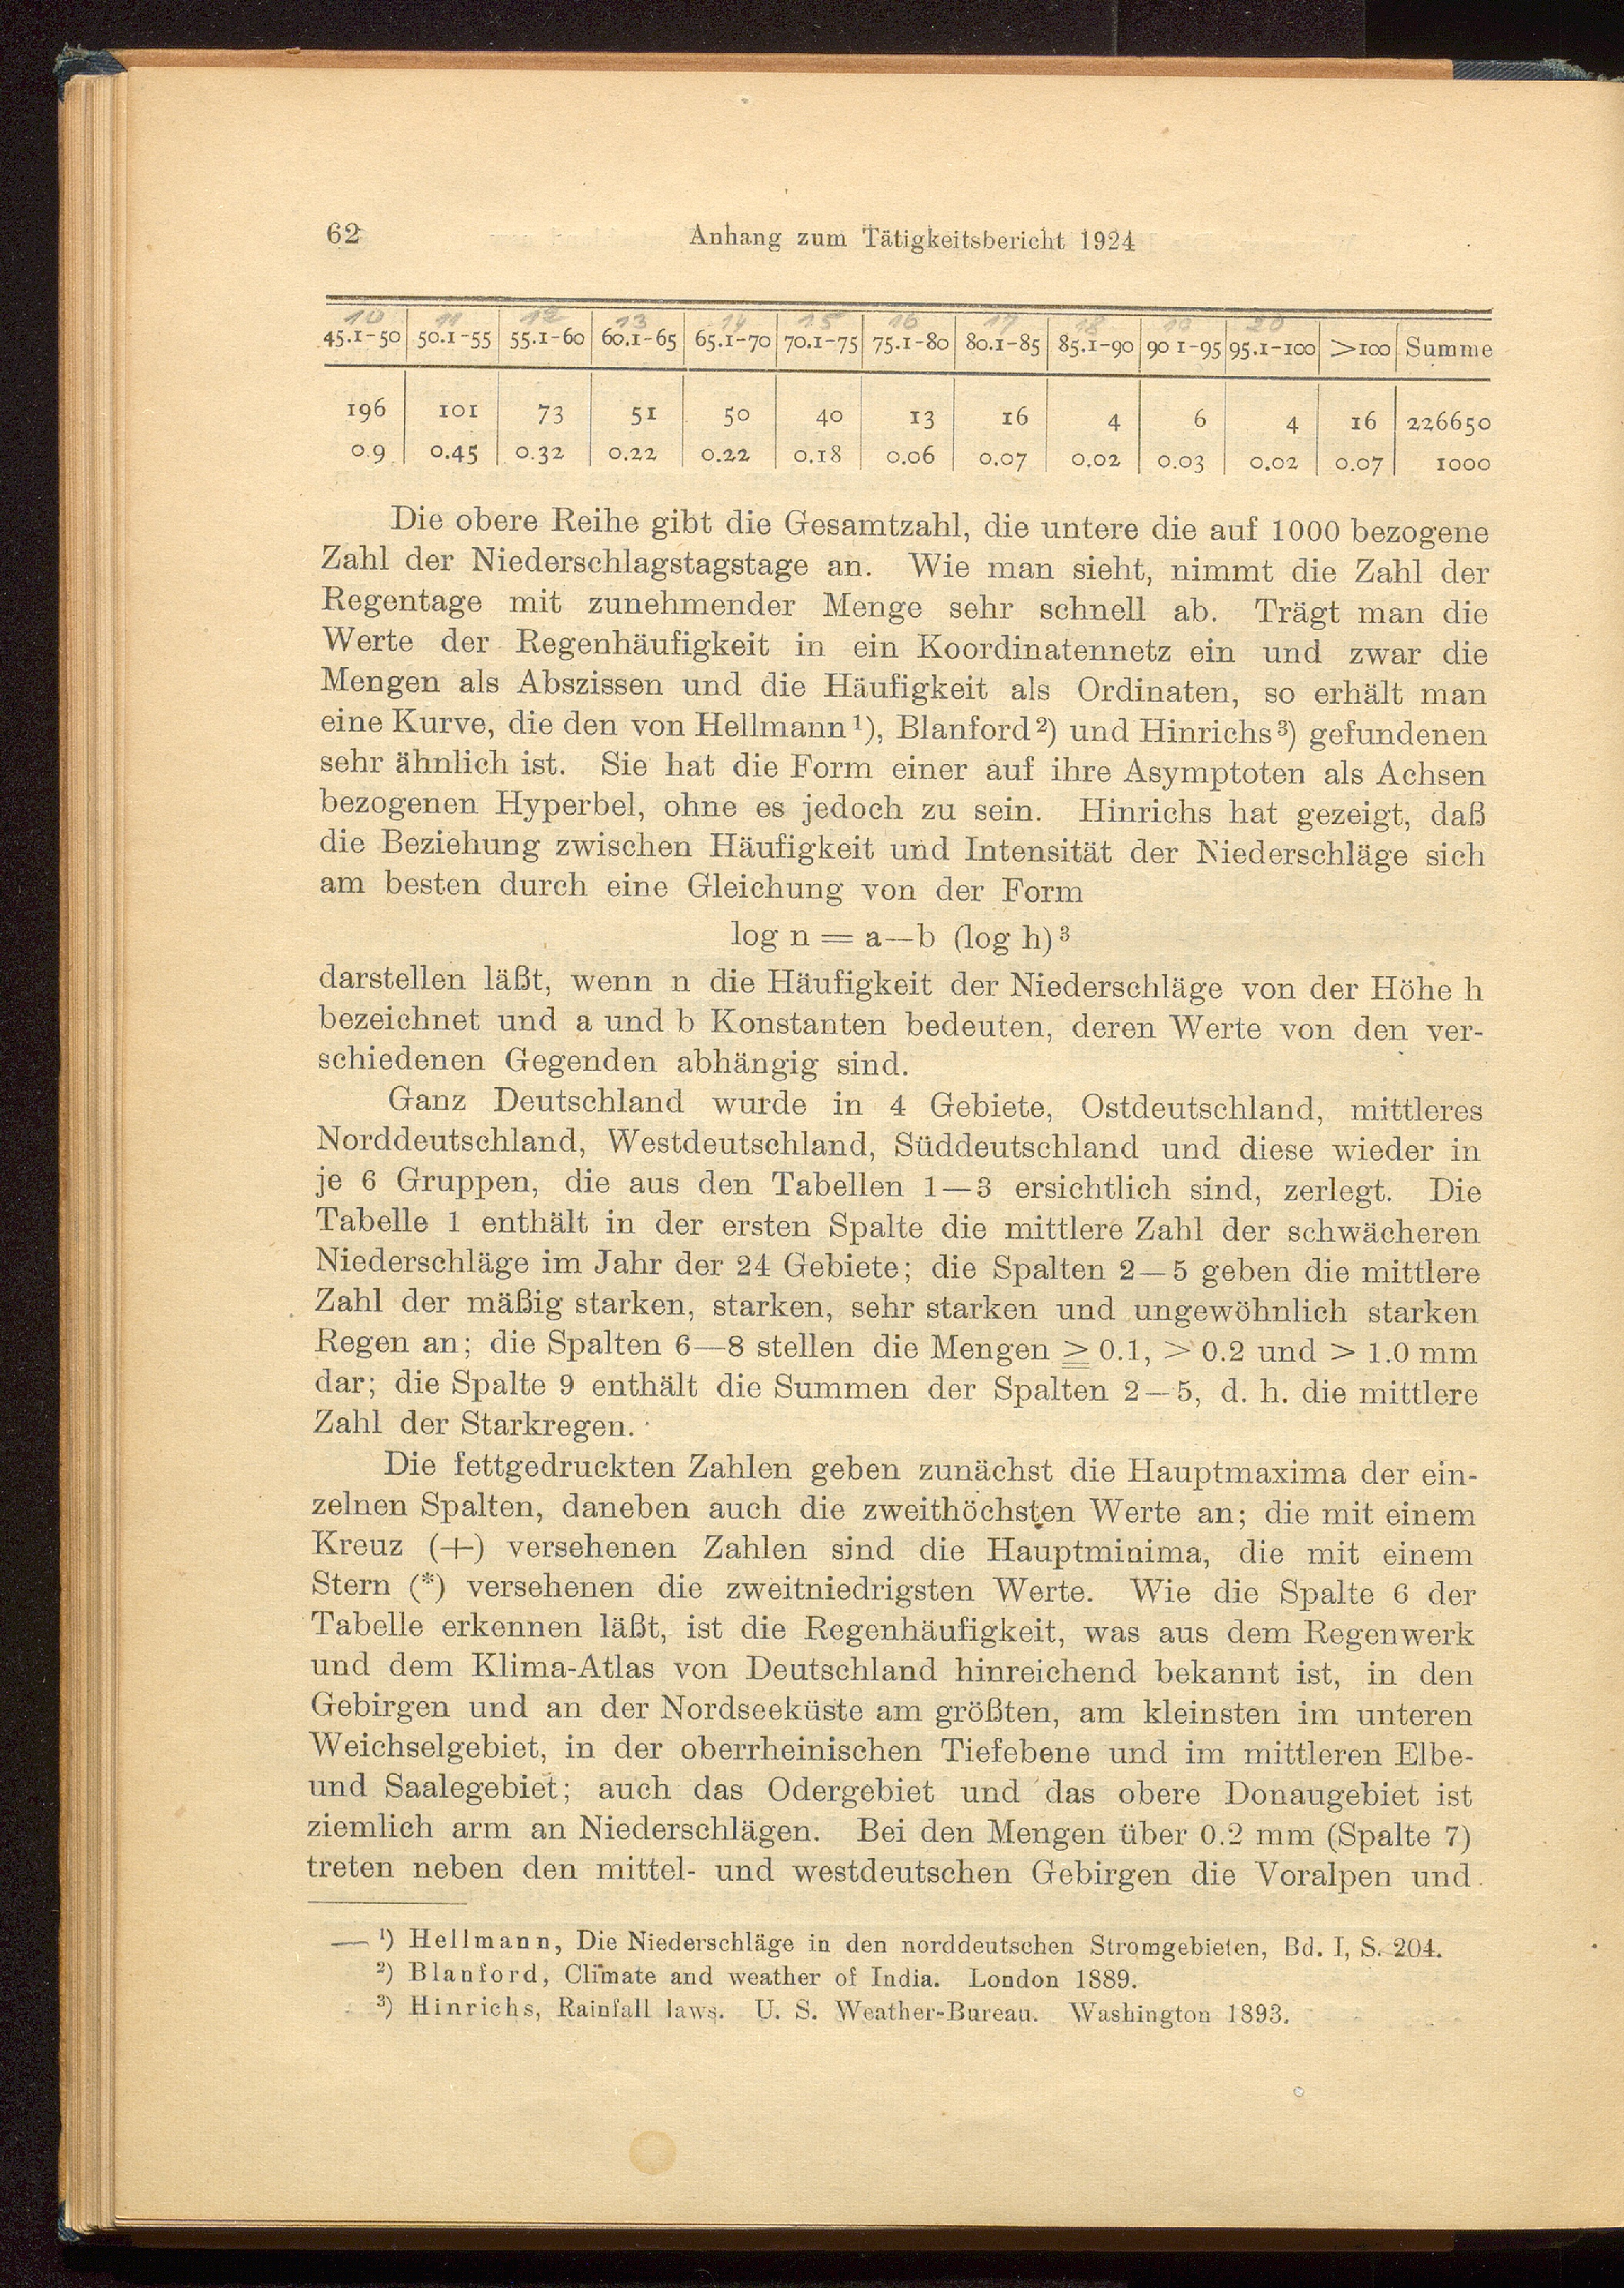 62
Anhang zum Tätigkeitsbericht 1924
10 11 12 13 14 15 16 17 18 19 20
45.1-50 50.1-55 55.1-60 60.1-65 65.1-70 70.1-75 75.1-80 80.1-85 85.1-90 90 1-95 95.1-100 >100 Summe
196 101 73 51 50 40 13 16 4 6 4 16 226650
0.9 0.45 0.32 0.22 0.22 0.18 0.06 0.07 0.02 0.03 0.02 0.07 1000
Die obere Reihe gibt die Gesamtzahl, die untere die auf 1000 bezogene
Zahl der Niederschlagstagstage an. Wie man sieht, nimmt die Zahl der
Regentage mit zunehmender Menge sehr schnell ab. Trägt man die
Werte der Regenhäufigkeit in ein Koordinatennetz ein und zwar die
Mengen als Abszissen und die Häufigkeit als Ordinaten, so erhält man
eine Kurve, die den von Hellmann¹), Blanford²) und Hinrichs³) gefundenen
sehr ähnlich ist. Sie hat die Form einer auf ihre Asymptoten als Achsen
bezogenen Hyperbel, ohne es jedoch zu sein. Hinrichs hat gezeigt, daß
die Beziehung zwischen Häufigkeit und Intensität der Niederschläge sich
am besten durch eine Gleichung von der Form
log n = a—b (log h)³
darstellen läßt, wenn n die Häufigkeit der Niederschläge von der Höhe h
bezeichnet und a und b Konstanten bedeuten, deren Werte von den ver-
schiedenen Gegenden abhängig sind.
Ganz Deutschland wurde in 4 Gebiete, Ostdeutschland, mittleres
Norddeutschland, Westdeutschland, Süddeutschland und diese wieder in
je 6 Gruppen, die aus den Tabellen 1—3 ersichtlich sind, zerlegt. Die
Tabelle 1 enthält in der ersten Spalte die mittlere Zahl der schwächeren
Niederschläge im Jahr der 24 Gebiete; die Spalten 2—5 geben die mittlere
Zahl der mäßig starken, starken, sehr starken und ungewöhnlich starken
Regen an; die Spalten 6—8 stellen die Mengen ≥ 0.1, > 0.2 und > 1.0 mm
dar; die Spalte 9 enthält die Summen der Spalten 2—5, d. h. die mittlere
Zahl der Starkregen.
Die fettgedruckten Zahlen geben zunächst die Hauptmaxima der ein-
zelnen Spalten, daneben auch die zweithöchsten Werte an; die mit einem
Kreuz (+) versehenen Zahlen sind die Hauptminima, die mit einem
Stern (*) versehenen die zweitniedrigsten Werte. Wie die Spalte 6 der
Tabelle erkennen läßt, ist die Regenhäufigkeit, was aus dem Regenwerk
und dem Klima-Atlas von Deutschland hinreichend bekannt ist, in den
Gebirgen und an der Nordseeküste am größten, am kleinsten im unteren
Weichselgebiet, in der oberrheinischen Tiefebene und im mittleren Elbe-
und Saalegebiet; auch das Odergebiet und das obere Donaugebiet ist
ziemlich arm an Niederschlägen. Bei den Mengen über 0.2 mm (Spalte 7)
treten neben den mittel- und westdeutschen Gebirgen die Voralpen und
¹) Hellmann, Die Niederschläge in den norddeutschen Stromgebieten, Bd. I, S. 204.
²) Blanford, Climate and weather of India. London 1889.
³) Hinrichs, Rainfall laws. U. S. Weather-Bureau. Washington 1893.